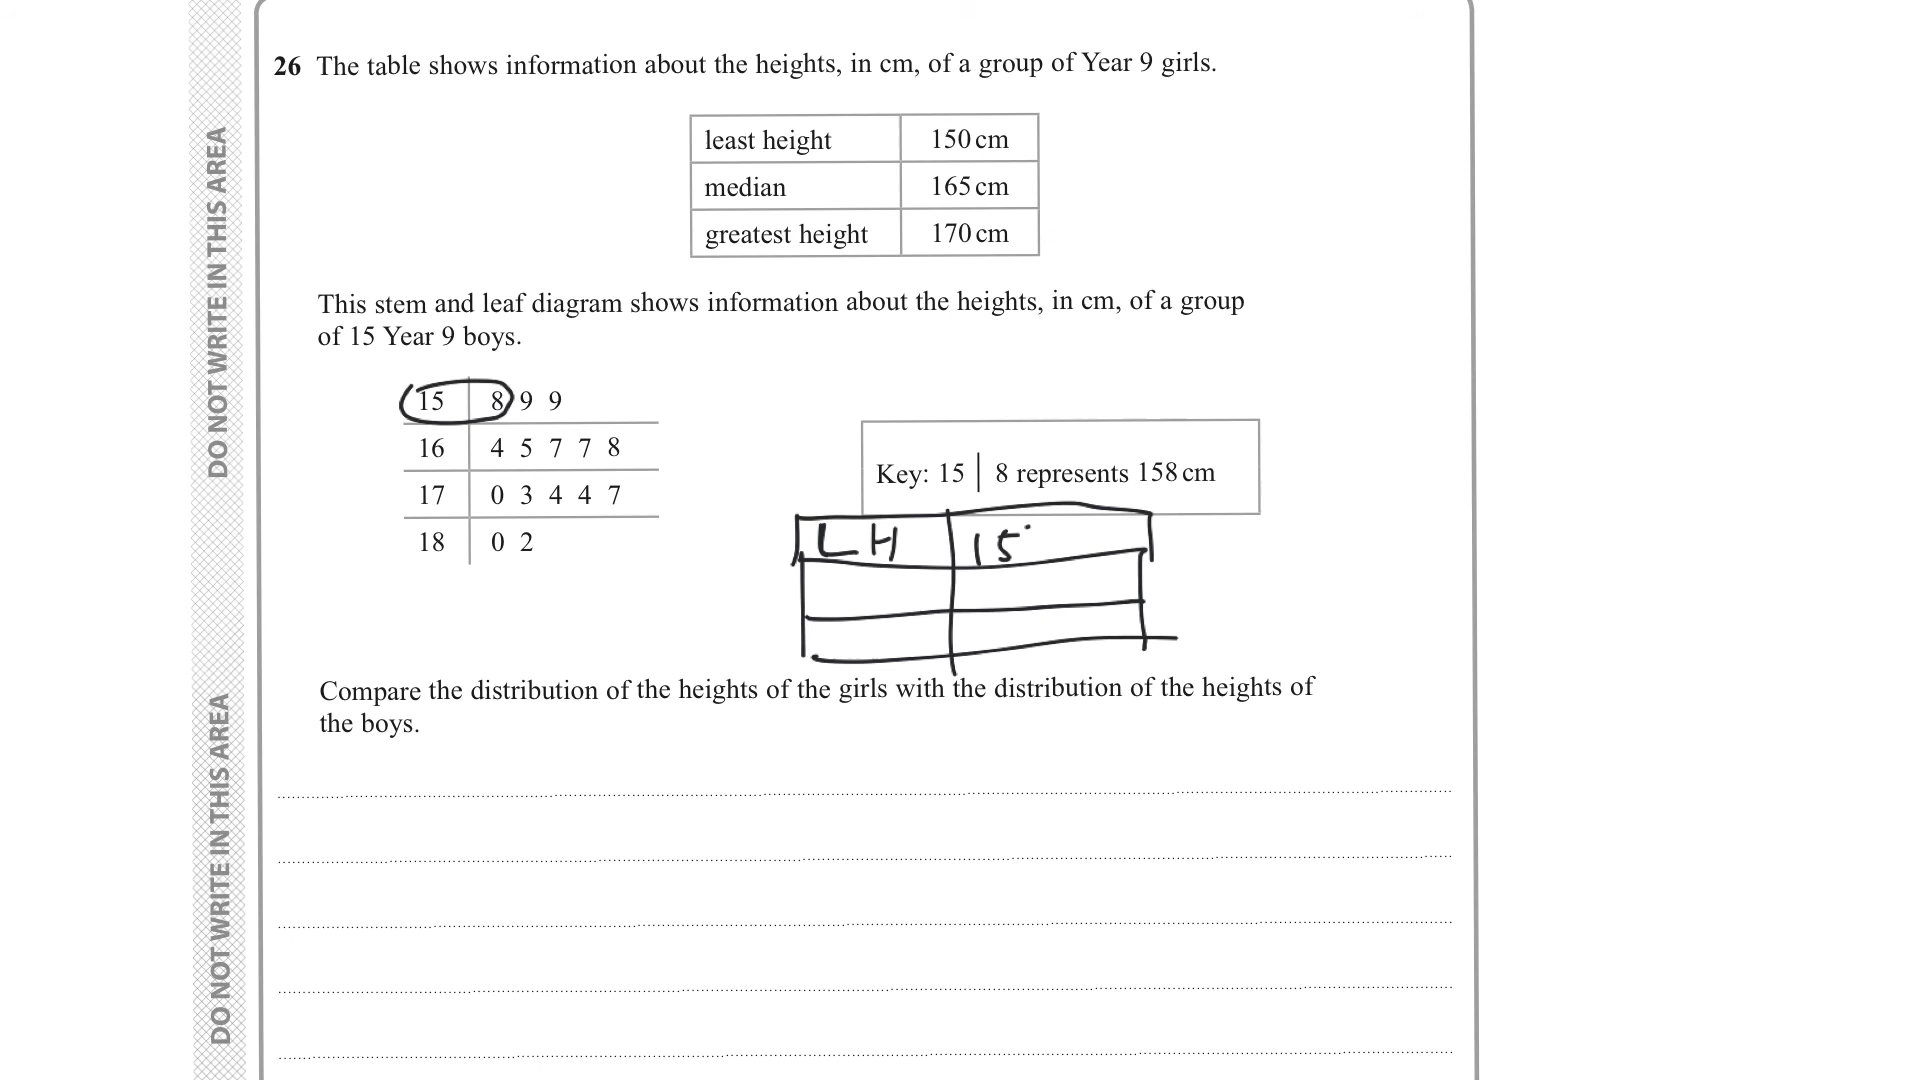 26 The table shows information about the heights, in cm, of a group of Year 9 girls.
least height 150 cm
median 165 cm
greatest height 170 cm
This stem and leaf diagram shows information about the heights, in cm, of a group
of 15 Year 9 boys.
15 8 9 9
16 4 5 7 7 8
17 0 3 4 4 7
18 0 2
Key: 15 | 8 represents 158 cm
LH 15
Compare the distribution of the heights of the girls with the distribution of the heights of
the boys.
DO NOT WRITE IN THIS AREA
DO NOT WRITE IN THIS AREA